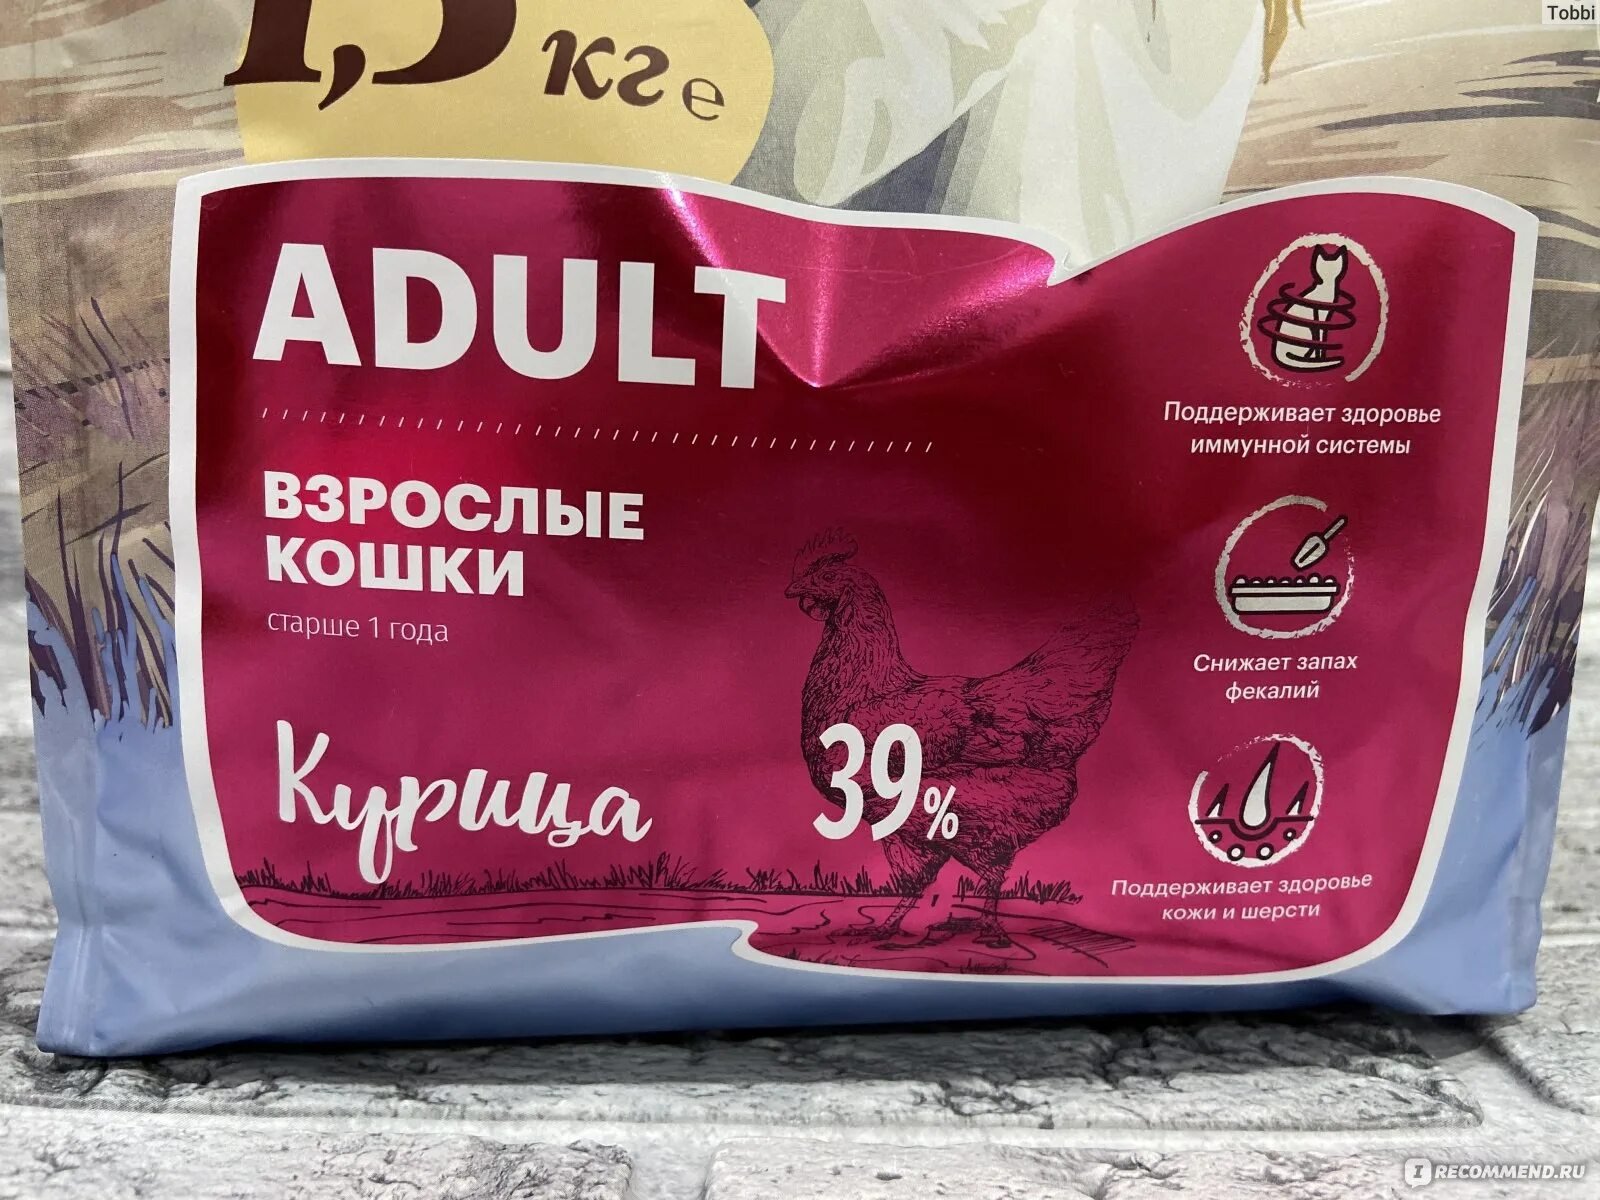 Tobbi
1,5 кг e
ADULT
ВЗРОСЛЫЕ
КОШКИ
старше 1 года
Курица
39%
Поддерживает здоровье
иммунной системы
Снижает запах
фекалий
Поддерживает здоровье
кожи и шерсти
IRECOMMEND.RU